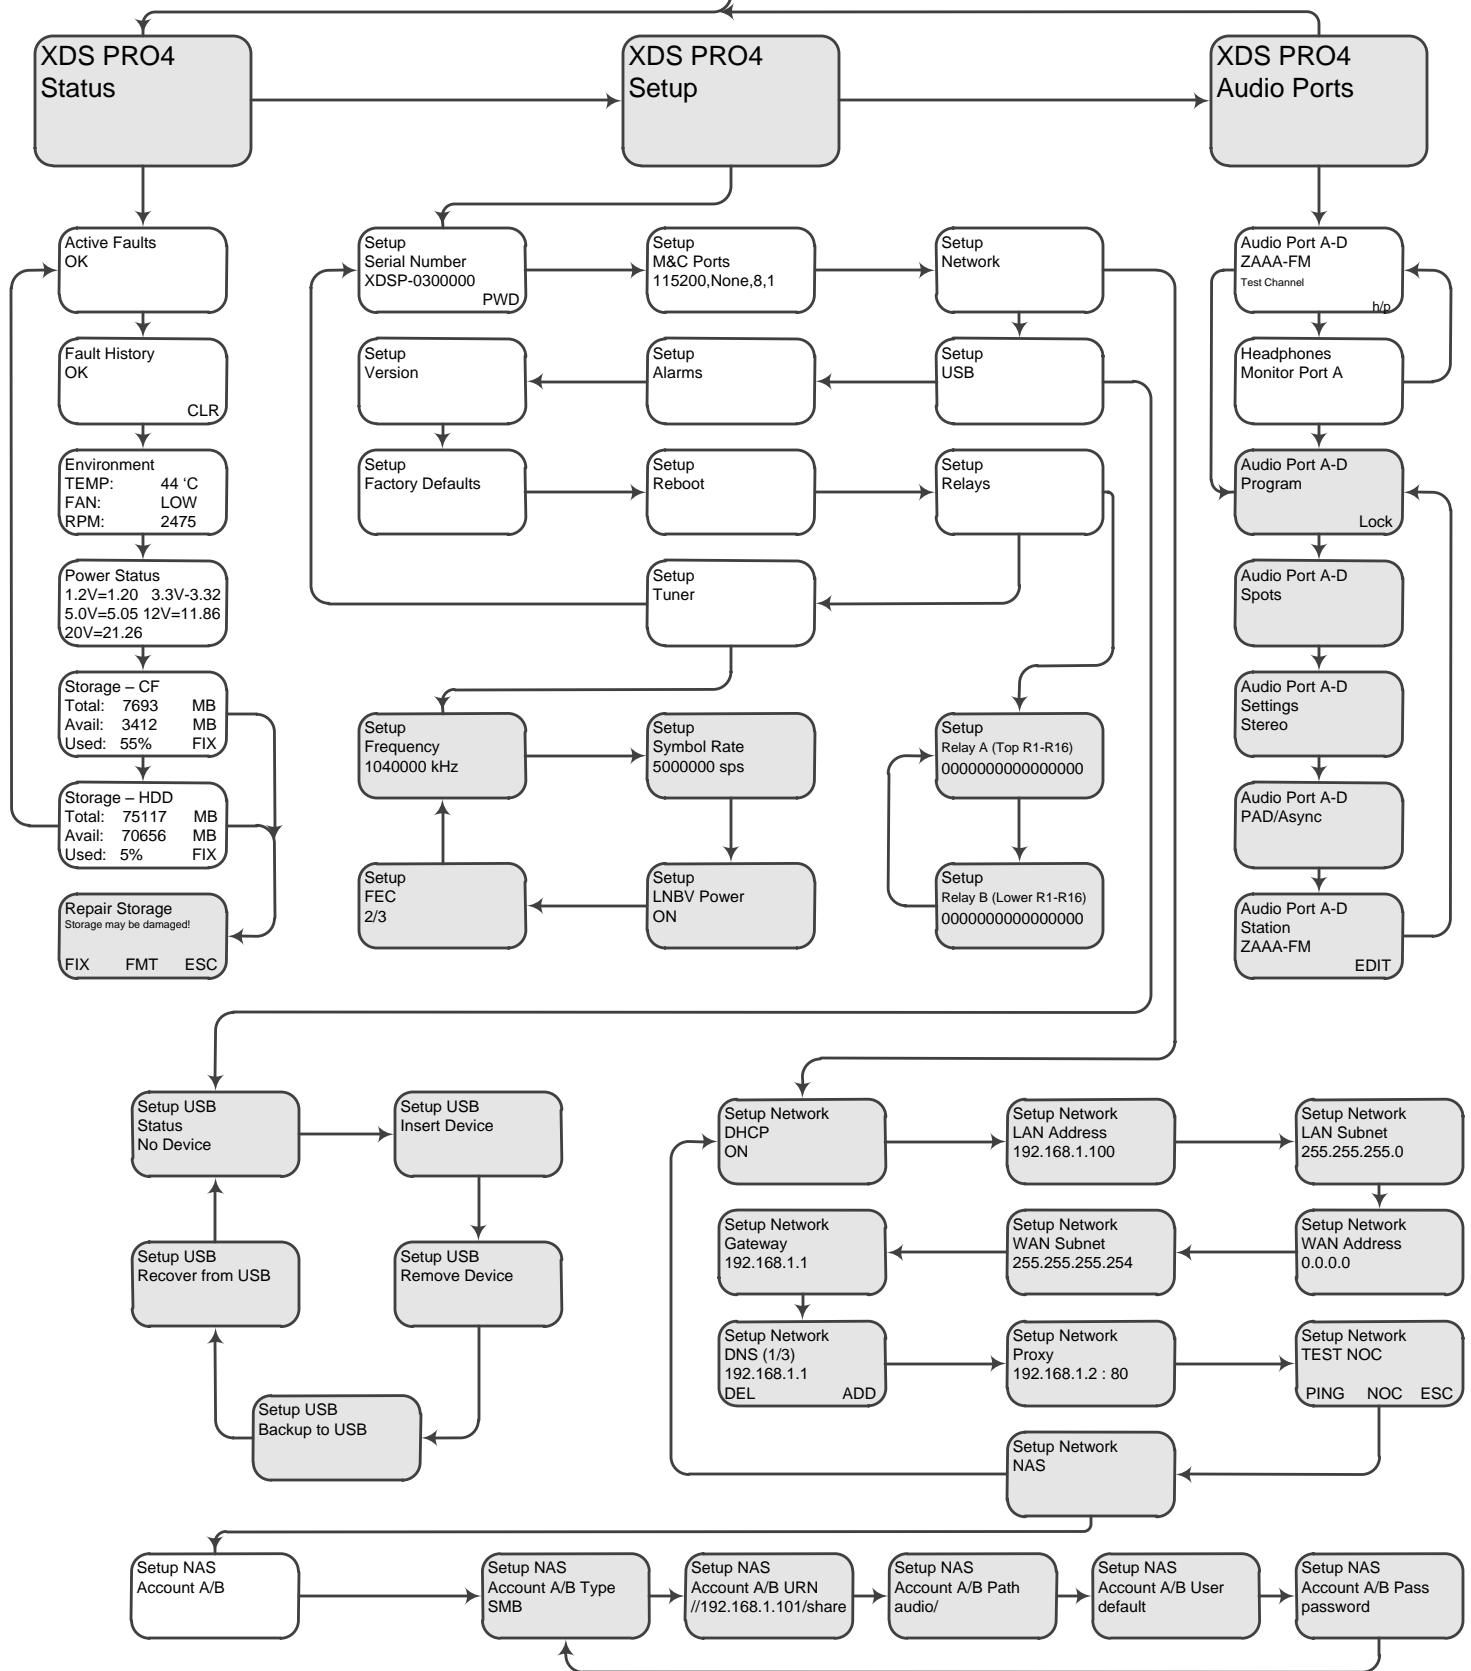 XDS PRO4
Status
XDS PRO4
Setup
XDS PRO4
Audio Ports
Active Faults
OK
Fault History
OK
CLR
Environment
TEMP: 44 ‘C
FAN: LOW
RPM: 2475
Power Status
1.2V=1.20 3.3V-3.32
5.0V=5.05 12V=11.86
20V=21.26
Storage – CF
Total: 7693 MB
Avail: 3412 MB
Used: 55% FIX
Storage – HDD
Total: 75117 MB
Avail: 70656 MB
Used: 5% FIX
Repair Storage
Storage may be damaged!
FIX FMT ESC
Setup
Serial Number
XDSP-0300000
PWD
Setup
M&C Ports
115200,None,8,1
Setup
Network
Setup
Version
Setup
Alarms
Setup
USB
Setup
Factory Defaults
Setup
Reboot
Setup
Relays
Setup
Tuner
Setup
Frequency
1040000 kHz
Setup
Symbol Rate
5000000 sps
Setup
FEC
2/3
Setup
LNBV Power
ON
Setup
Relay A (Top R1-R16)
0000000000000000
Setup
Relay B (Lower R1-R16)
0000000000000000
Audio Port A-D
ZAAA-FM
Test Channel
h/p
Headphones
Monitor Port A
Audio Port A-D
Program
Lock
Audio Port A-D
Spots
Audio Port A-D
Settings
Stereo
Audio Port A-D
PAD/Async
Audio Port A-D
Station
ZAAA-FM
EDIT
Setup USB
Status
No Device
Setup USB
Insert Device
Setup USB
Recover from USB
Setup USB
Remove Device
Setup USB
Backup to USB
Setup Network
DHCP
ON
Setup Network
LAN Address
192.168.1.100
Setup Network
LAN Subnet
255.255.255.0
Setup Network
Gateway
192.168.1.1
Setup Network
WAN Subnet
255.255.255.254
Setup Network
WAN Address
0.0.0.0
Setup Network
DNS (1/3)
192.168.1.1
DEL ADD
Setup Network
Proxy
192.168.1.2 : 80
Setup Network
TEST NOC
PING NOC ESC
Setup Network
NAS
Setup NAS
Account A/B
Setup NAS
Account A/B Type
SMB
Setup NAS
Account A/B URN
//192.168.1.101/share
Setup NAS
Account A/B Path
audio/
Setup NAS
Account A/B User
default
Setup NAS
Account A/B Pass
password